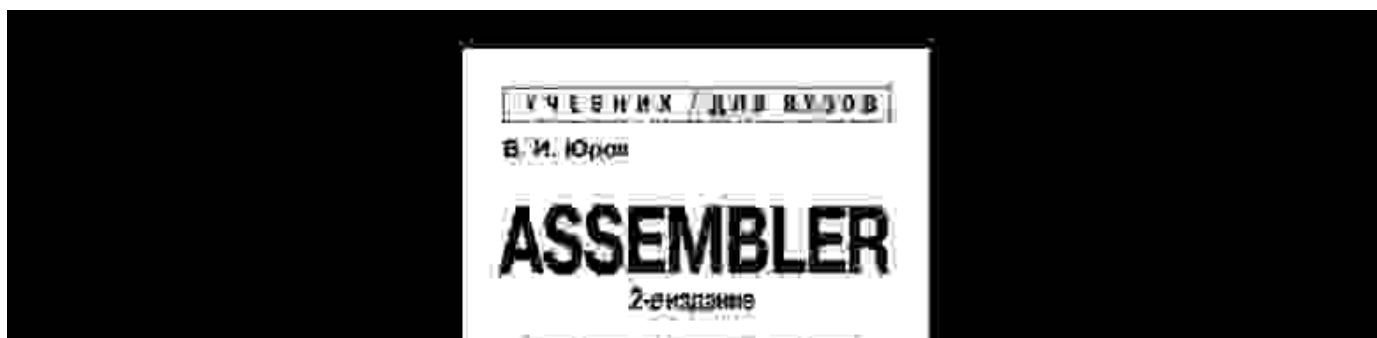 УЧЕБНИК / ДЛЯ ВУЗОВ
В. И. Юров
ASSEMBLER
2-е издание